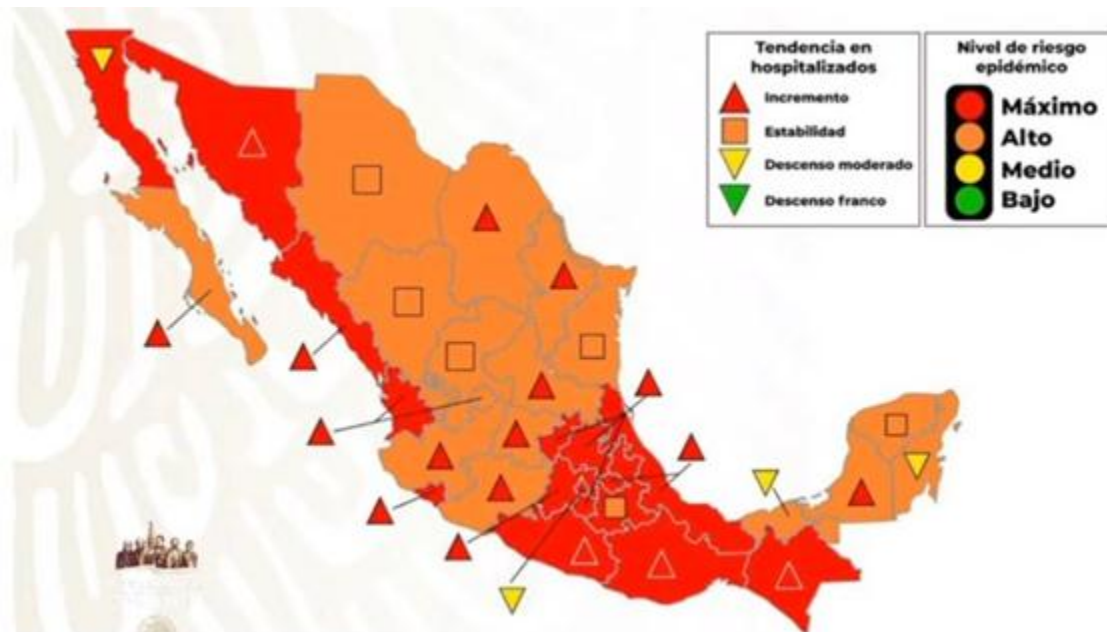 Tendencia en
hospitalizados
Incremento
Estabilidad
Descenso moderado
Descenso franco
Nivel de riesgo
epidémico
Máximo
Alto
Medio
Bajo